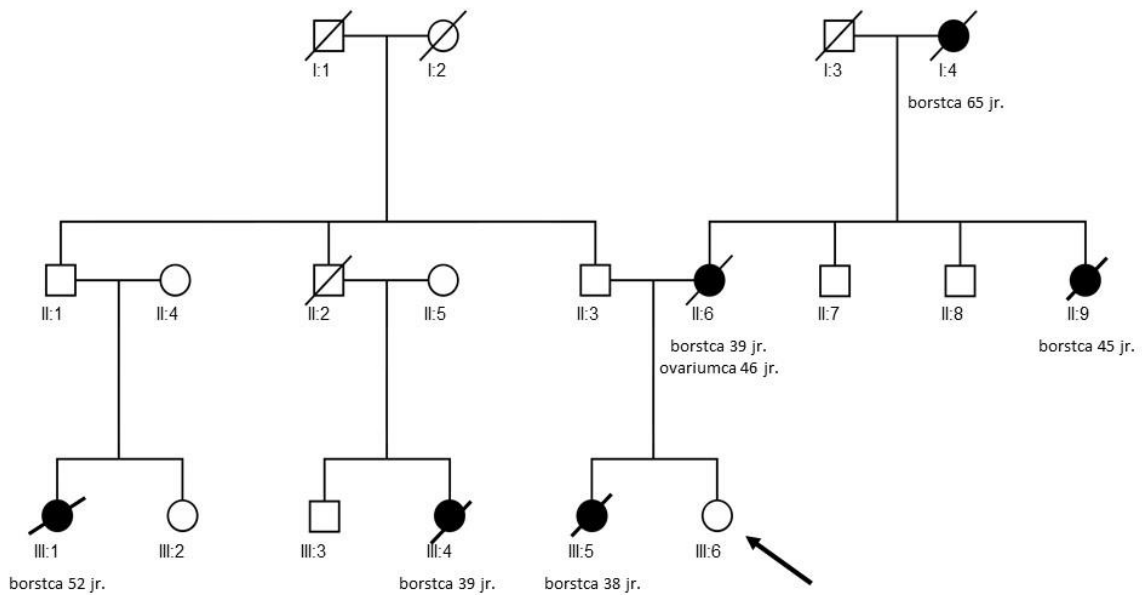 I:1
I:2
I:3
I:4
borstca 65 jr.
II:1
II:4
II:2
II:5
II:3
II:6
II:7
II:8
II:9
borstca 39 jr.
ovariumca 46 jr.
borstca 45 jr.
III:1
III:2
III:3
III:4
III:5
III:6
borstca 52 jr.
borstca 39 jr.
borstca 38 jr.